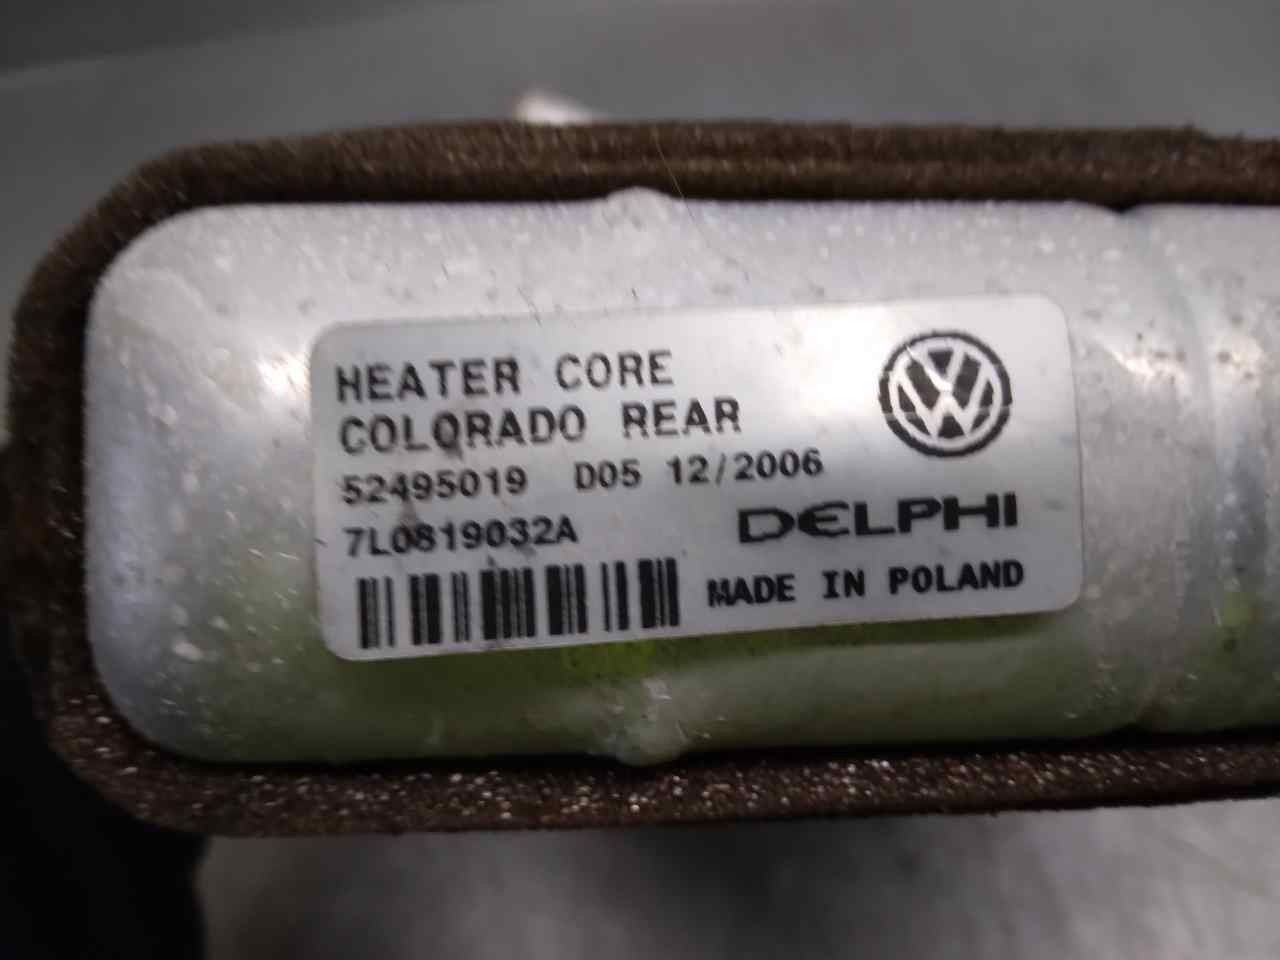 HEATER CORE
COLORADO REAR
52495019 D05 12/2006
7L0819032A
DELPHI
MADE IN POLAND